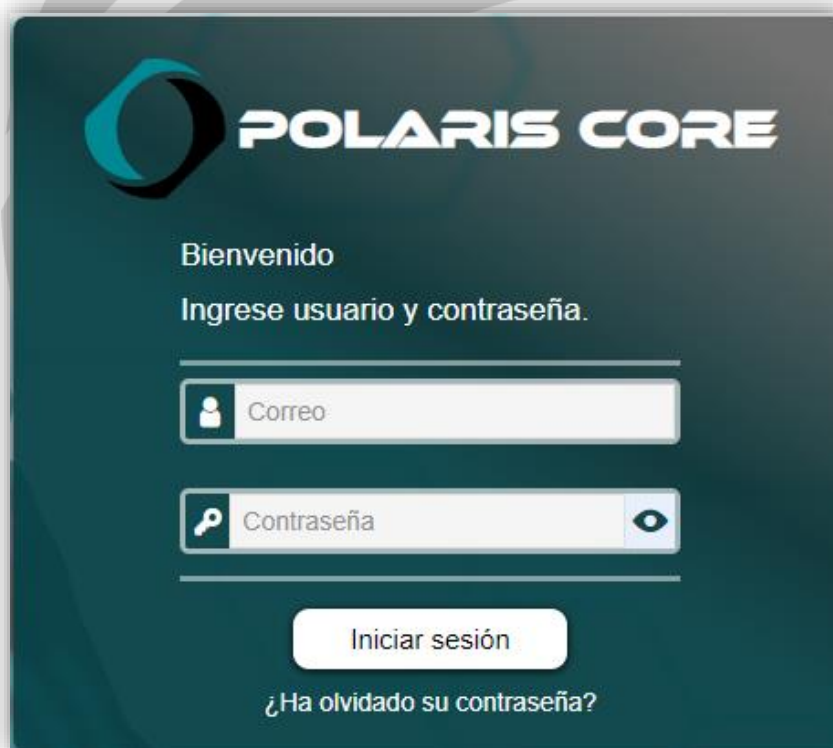 POLARIS CORE
Bienvenido
Ingrese usuario y contraseña.
Correo
Contraseña
Iniciar sesión
¿Ha olvidado su contraseña?